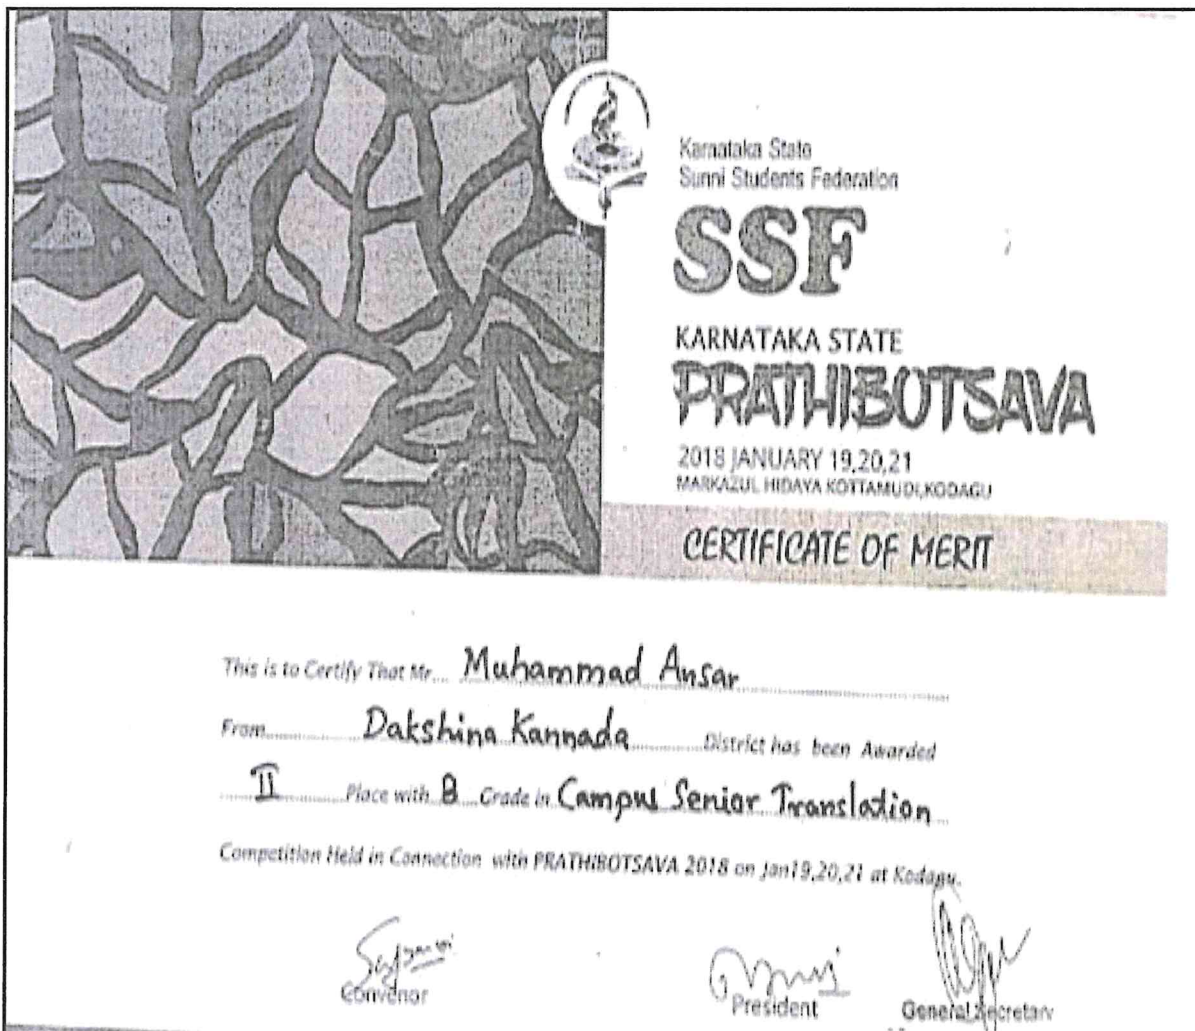 Karnataka State
Sunni Students Federation
SSF
KARNATAKA STATE
PRATHIBOTSAVA
2018 JANUARY 19,20,21
MARKAZUL HIDAYA KOTTAMUDI,KODAGU
CERTIFICATE OF MERIT
This is to Certify That Mr. Muhammad Ansar
From Dakshina Kannada District has been Awarded
II Place with B Grade in Campus Senior Translation
Competition Held in Connection with PRATHIBOTSAVA 2018 on Jan19,20,21 at Kodagu.
Convenor President General Secretary